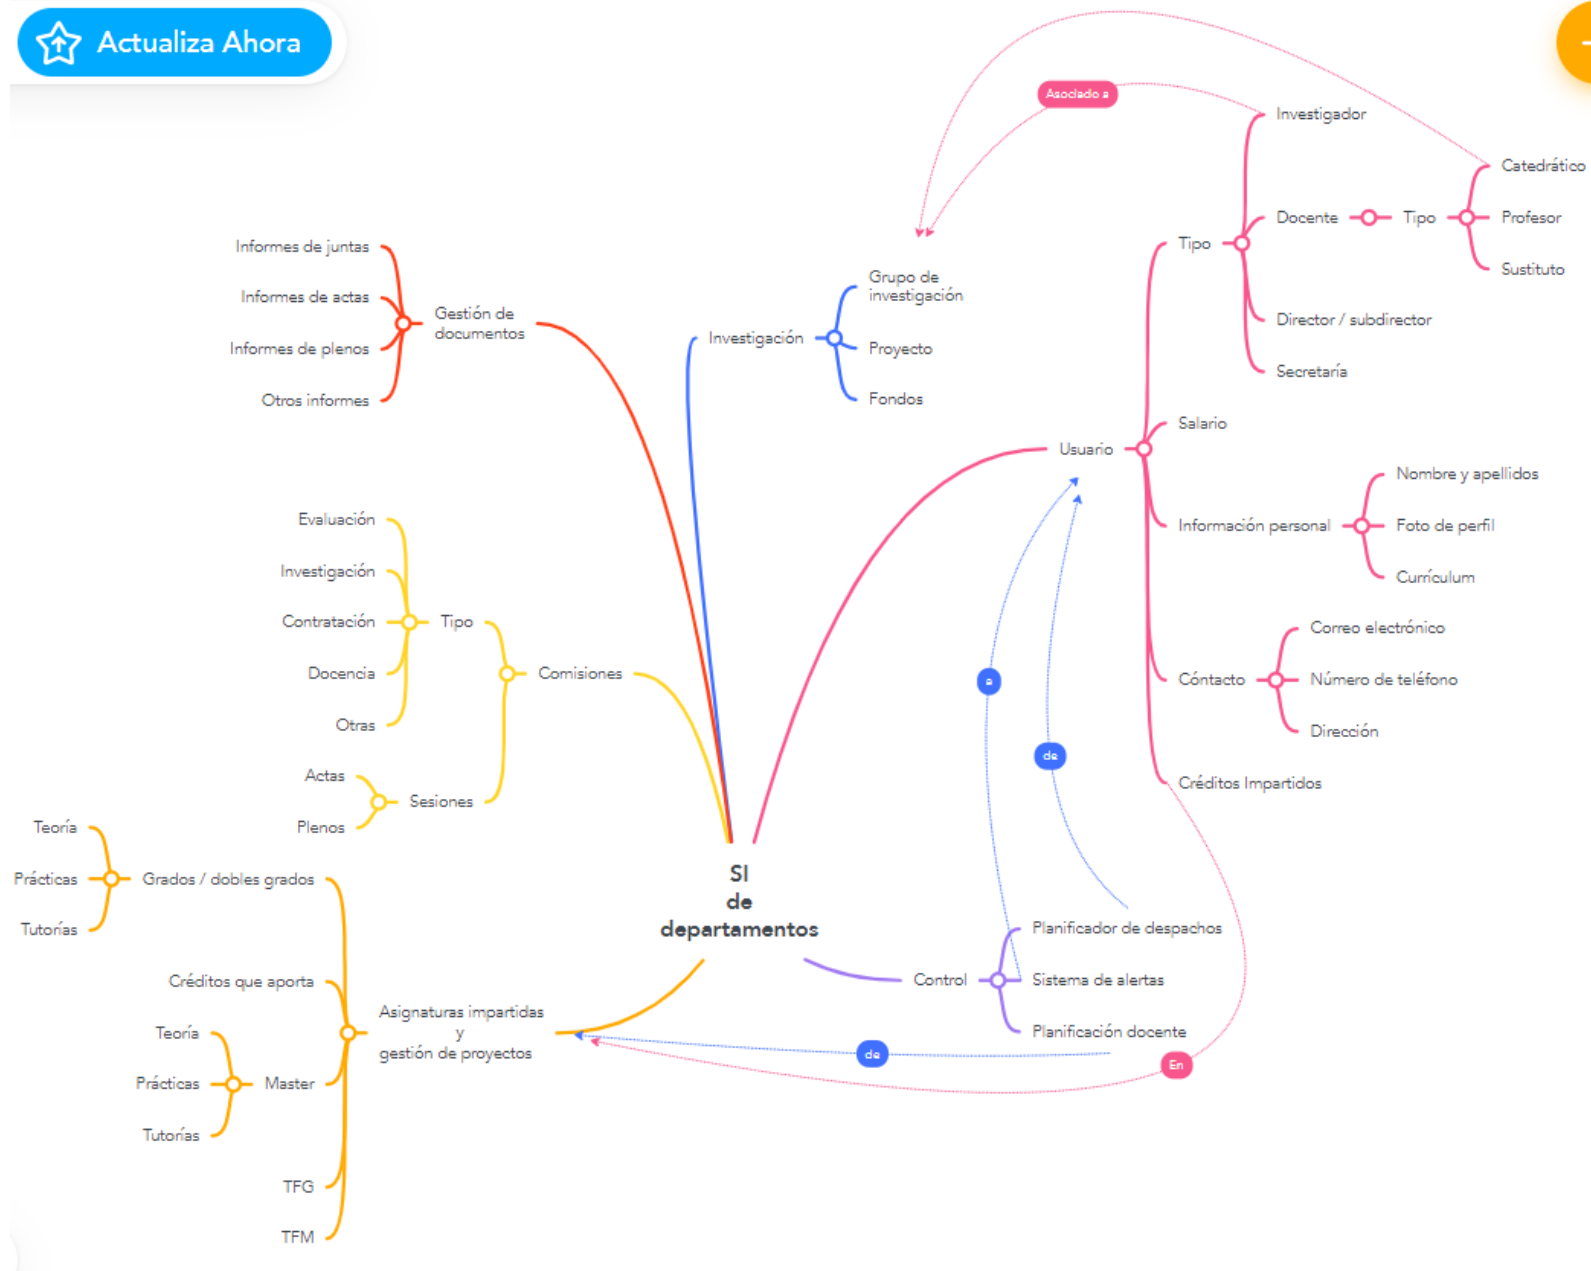 Actualiza Ahora
Asociado a
Investigador
Catedrático
Docente
Tipo
Profesor
Sustituto
Tipo
Director / subdirector
Secretaría
Informes de juntas
Informes de actas
Informes de plenos
Otros informes
Gestión de
documentos
Investigación
Grupo de
investigación
Proyecto
Fondos
Usuario
Salario
Información personal
Nombre y apellidos
Foto de perfil
Currículum
Cóntacto
Correo electrónico
Número de teléfono
Dirección
Créditos Impartidos
Evaluación
Investigación
Contratación
Docencia
Otras
Tipo
Comisiones
Actas
Plenos
Sesiones
a
de
Teoría
Prácticas
Tutorías
Grados / dobles grados
SI
de
departamentos
Créditos que aporta
Asignaturas impartidas
y
gestión de proyectos
Teoría
Prácticas
Tutorías
Master
TFG
TFM
Control
Planificador de despachos
Sistema de alertas
Planificación docente
de
En